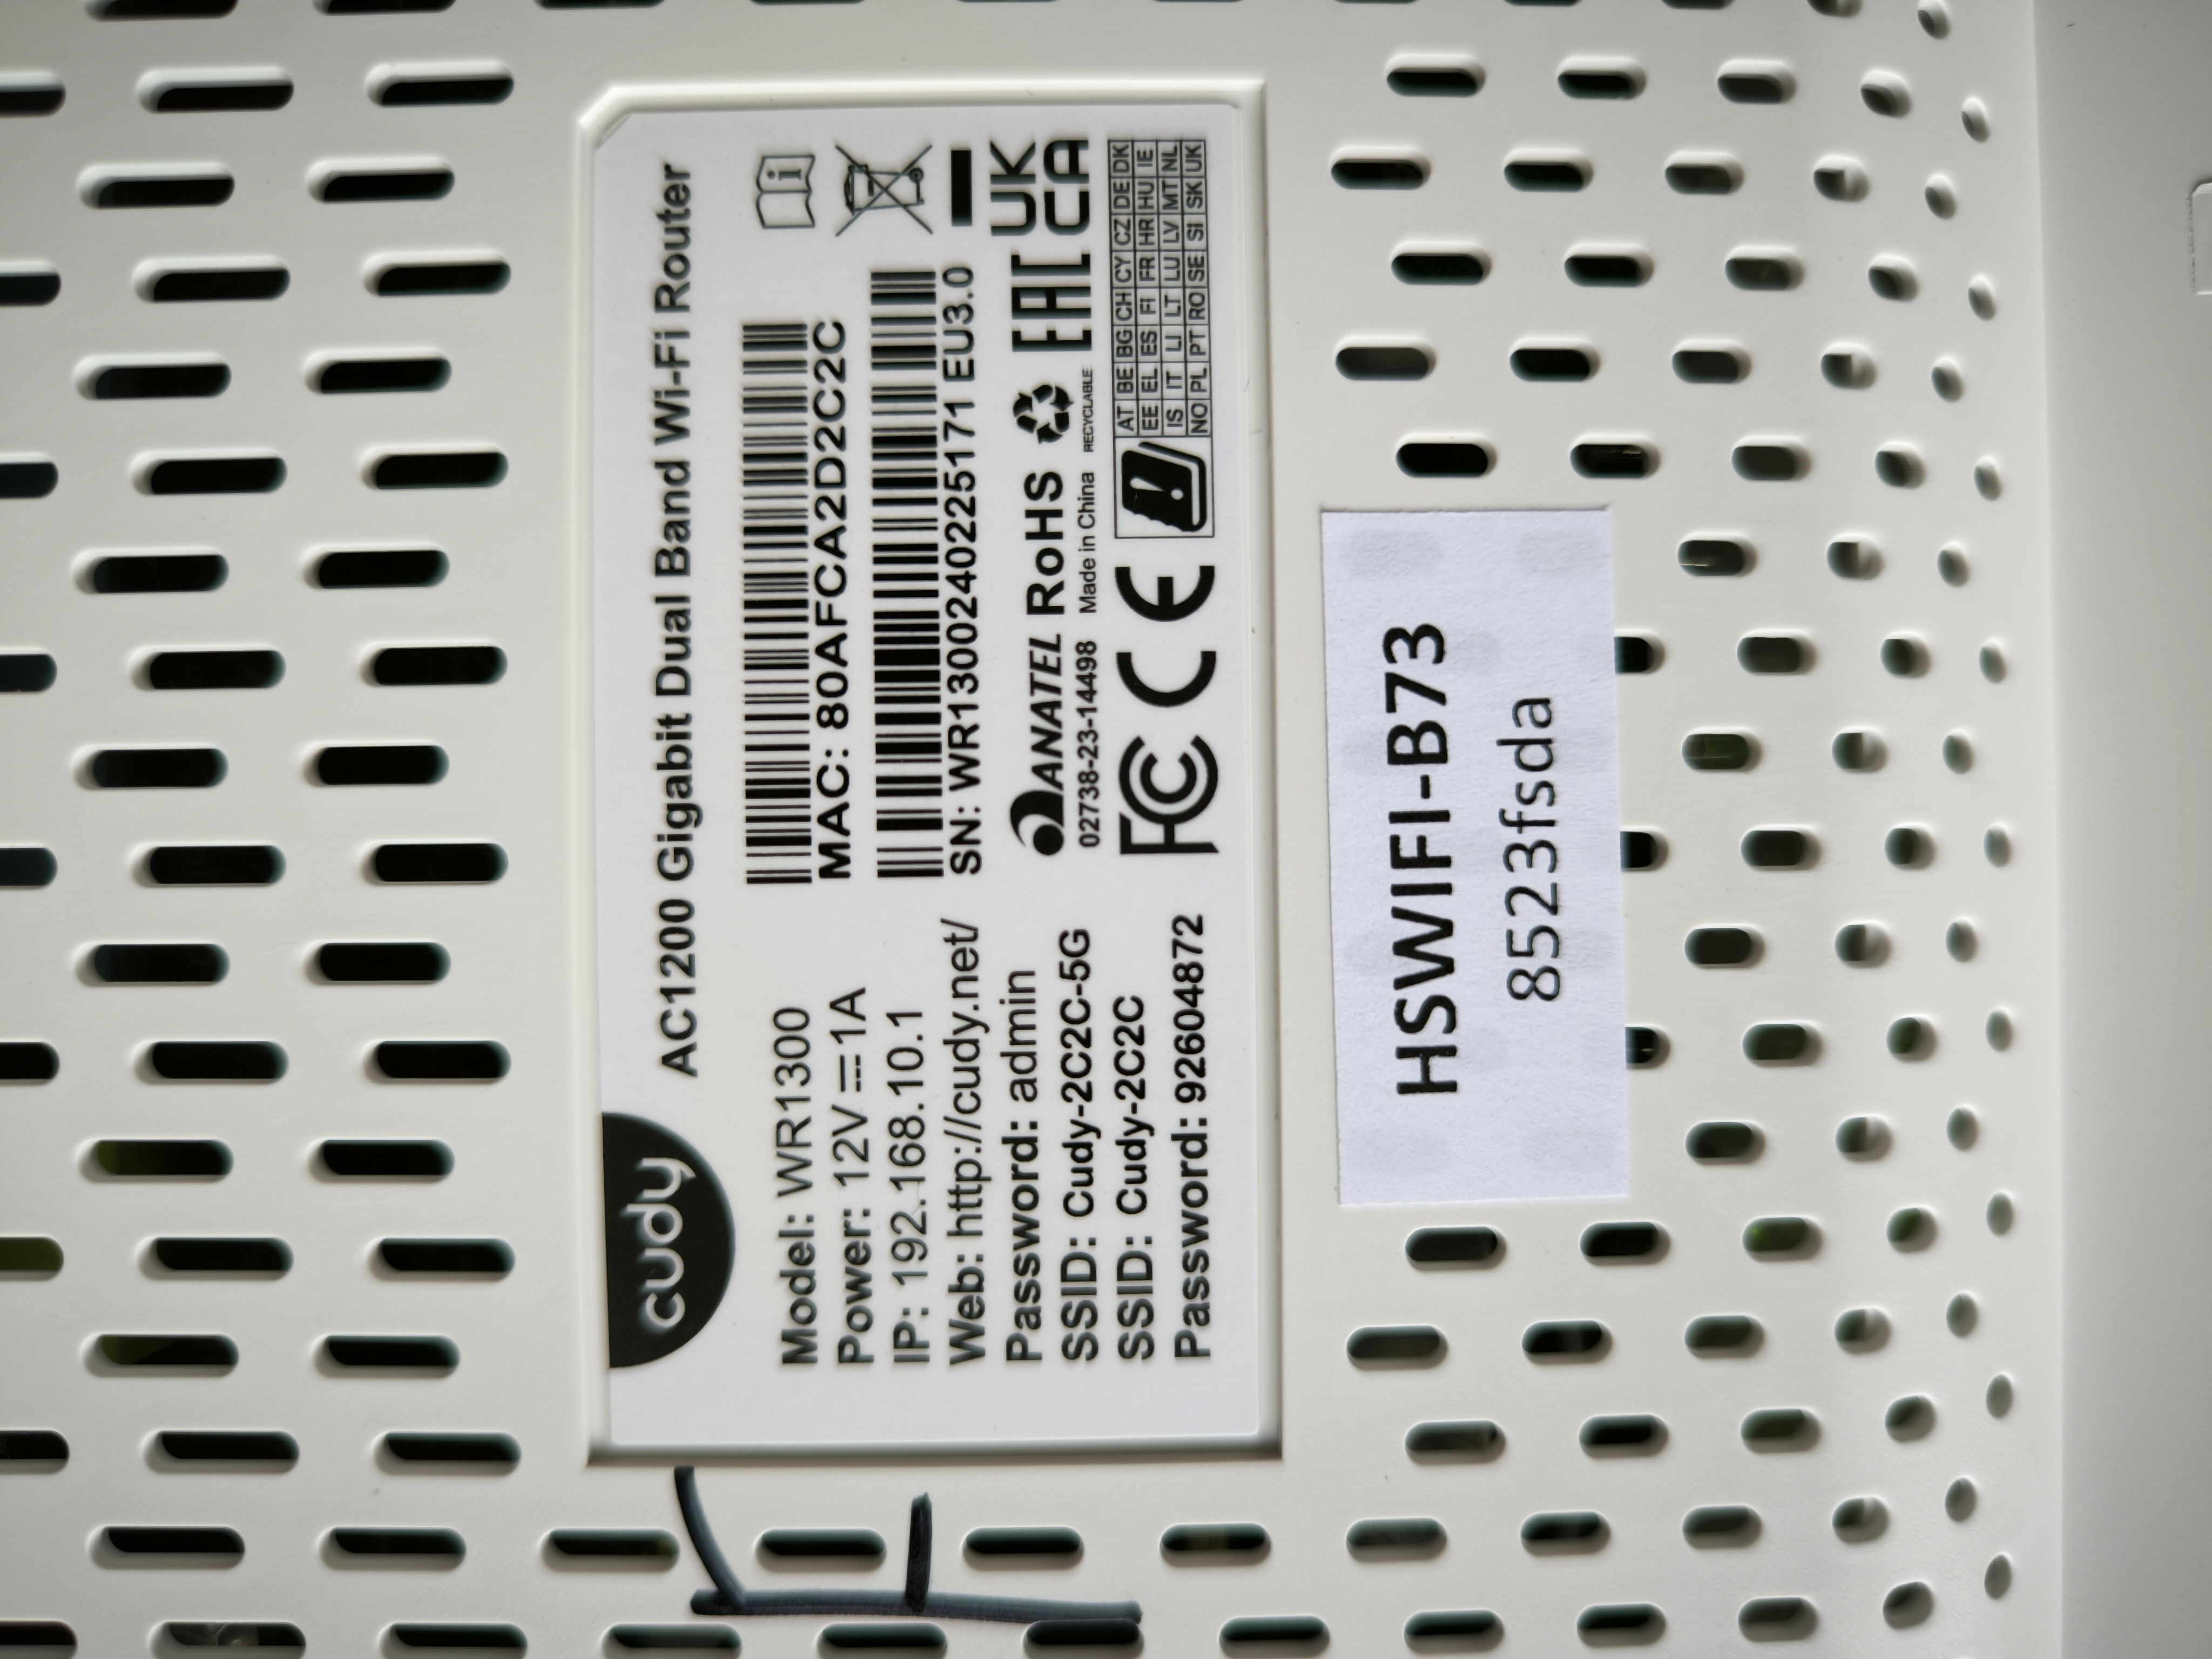 cudy
AC1200 Gigabit Dual Band Wi-Fi Router
Model: WR1300
Power: 12V⎓1A
IP: 192.168.10.1
Web: http://cudy.net/
Password: admin
SSID: Cudy-2C2C-5G
SSID: Cudy-2C2C
Password: 92604872
MAC: 80AFCA2D2C2C
SN: WR1300240225171 EU3.0
ANATEL RoHS
02738-23-14498 Made in China RECYCLABLE
EAC
UK
CA
FC CE
AT BE BG CH CY CZ DE DK
EE EL ES FI FR HR HU IE
IS IT LI LT LU LV MT NL
NO PL PT RO SE SI SK UK
HSWIFI-B73
8523fsda
F